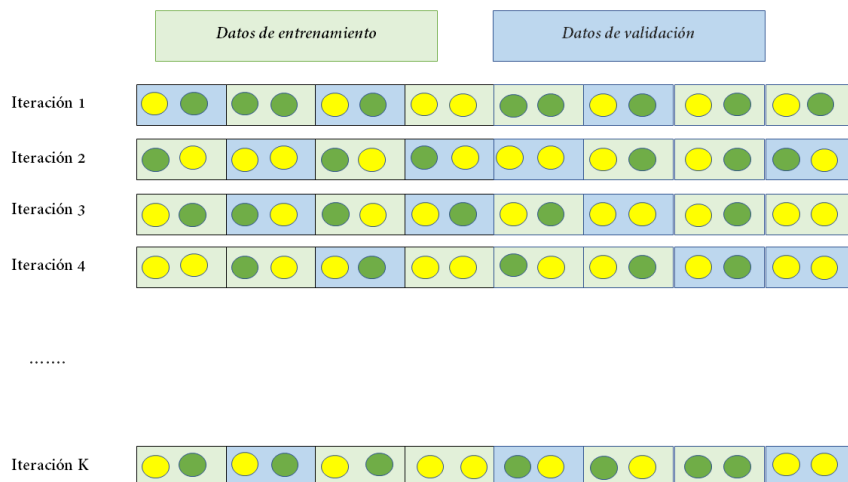 Datos de entrenamiento
Datos de validación
Iteración 1
Iteración 2
Iteración 3
Iteración 4
.......
Iteración K